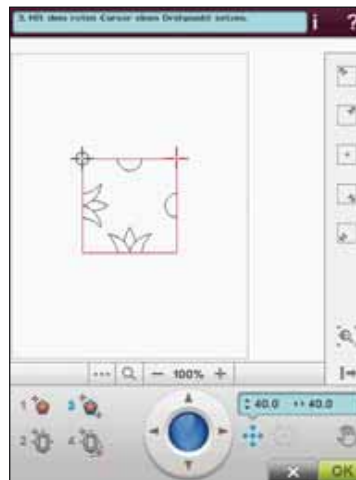 3. Mit dem roten Cursor einen Drehpunkt setzen.
i ?
100%
1 3 40.0 40.0
2 4
OK